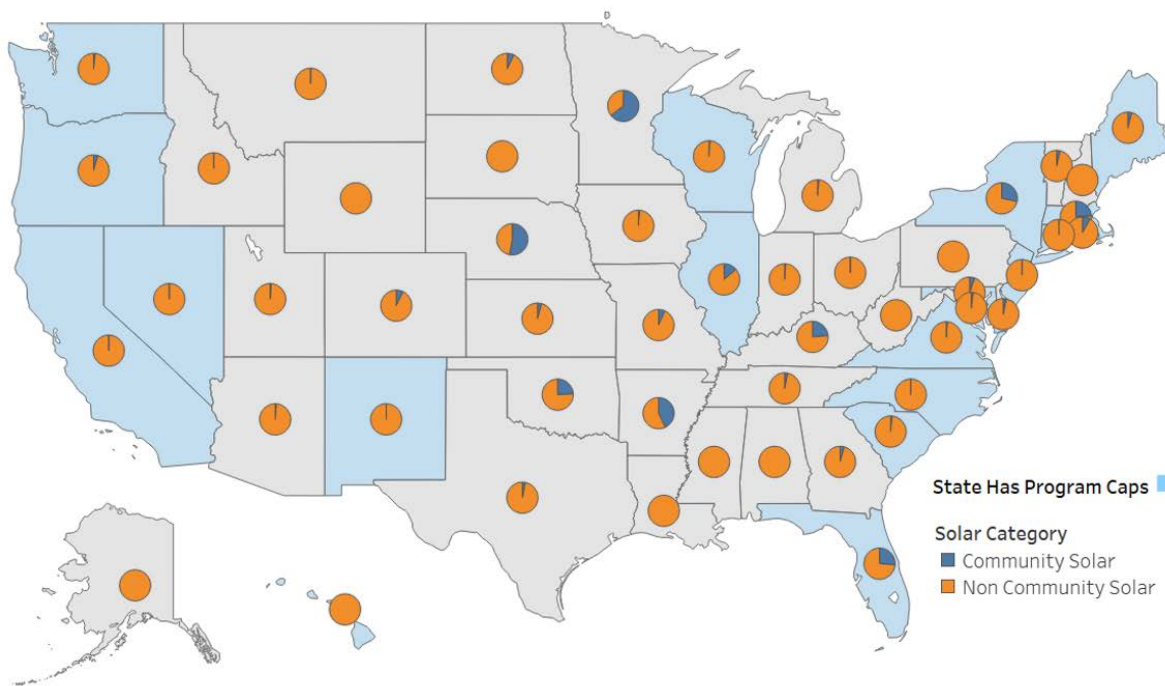 State Has Program Caps
Solar Category
Community Solar
Non Community Solar